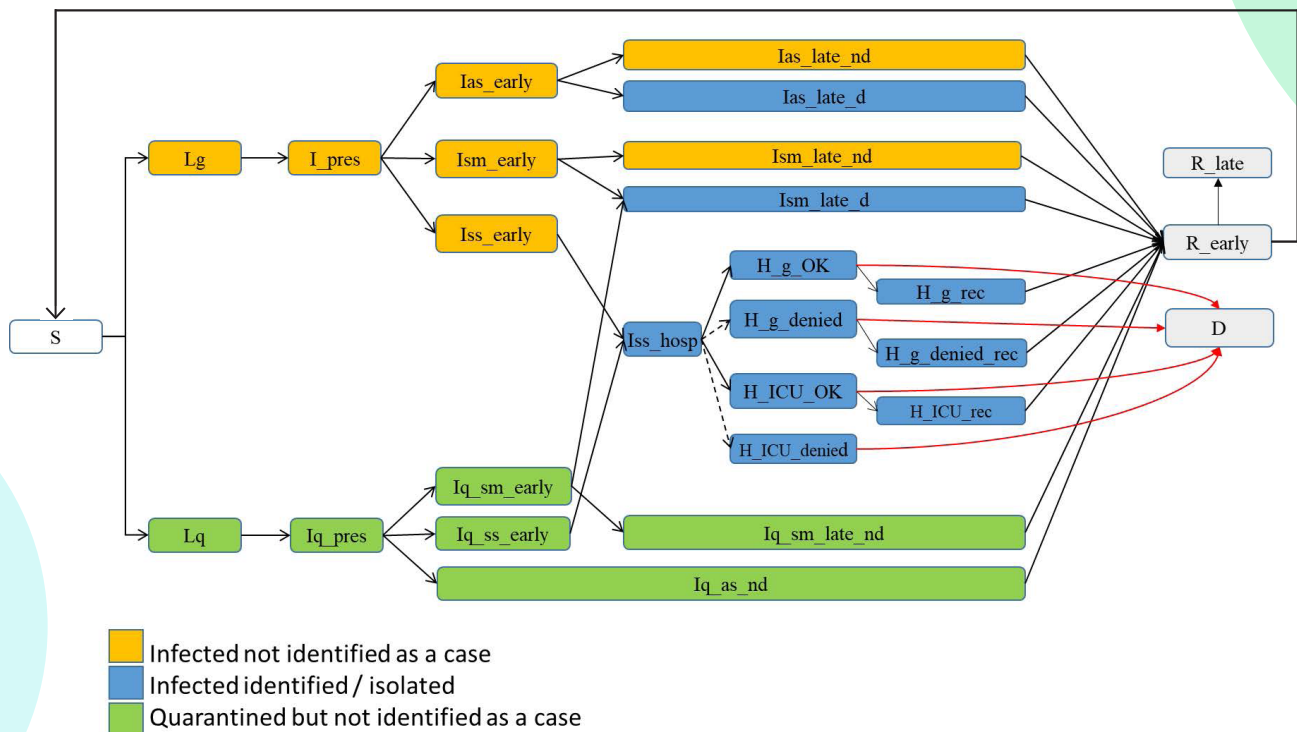 Ias_late_nd
Ias_early
Ias_late_d
Lg
I_pres
Ism_early
Ism_late_nd
R_late
Ism_late_d
Iss_early
R_early
H_g_OK
H_g_rec
S
Iss_hosp
H_g_denied
D
H_g_denied_rec
H_ICU_OK
H_ICU_rec
H_ICU_denied
Iq_sm_early
Lq
Iq_pres
Iq_ss_early
Iq_sm_late_nd
Iq_as_nd
Infected not identified as a case
Infected identified / isolated
Quarantined but not identified as a case